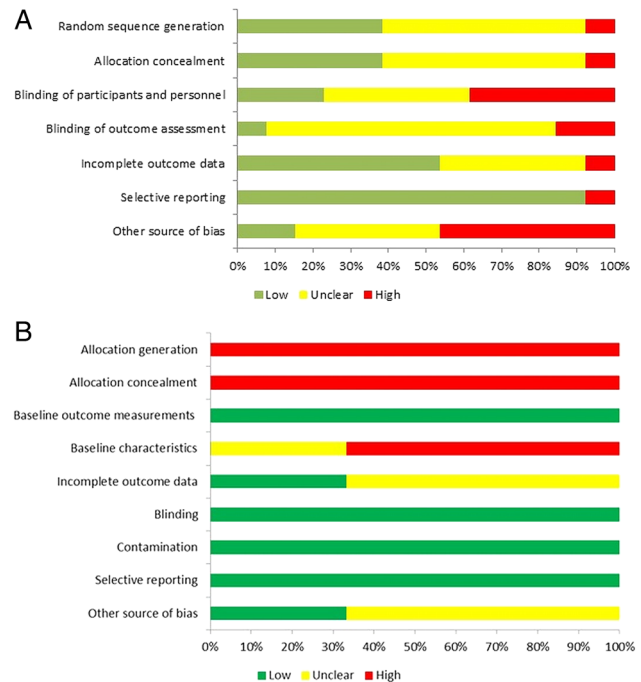 A
Random sequence generation
Allocation concealment
Blinding of participants and personnel
Blinding of outcome assessment
Incomplete outcome data
Selective reporting
Other source of bias
0% 10% 20% 30% 40% 50% 60% 70% 80% 90% 100%
Low Unclear High
B
Allocation generation
Allocation concealment
Baseline outcome measurements
Baseline characteristics
Incomplete outcome data
Blinding
Contamination
Selective reporting
Other source of bias
0% 10% 20% 30% 40% 50% 60% 70% 80% 90% 100%
Low Unclear High